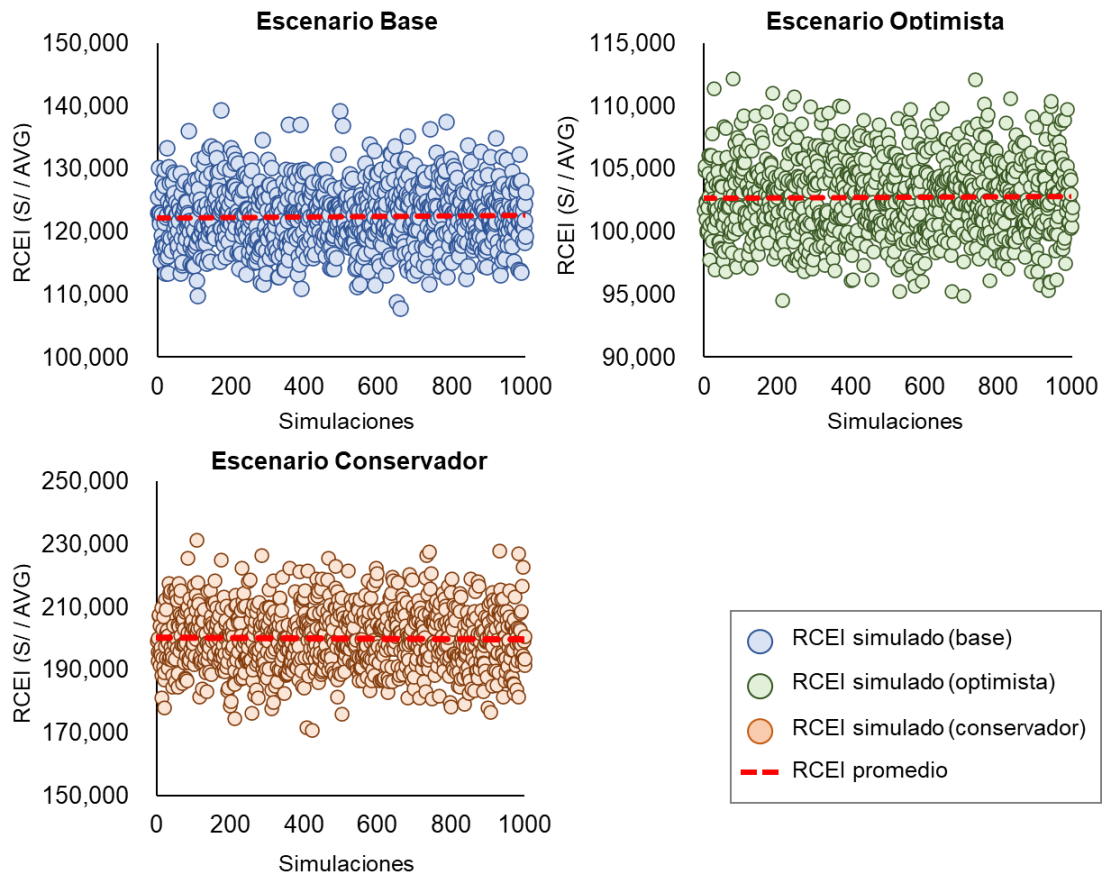 Escenario Base
150,000
140,000
130,000
120,000
110,000
100,000
RCEI (S/ / AVG)
0 200 400 600 800 1000
Simulaciones
Escenario Optimista
115,000
110,000
105,000
100,000
95,000
90,000
RCEI (S/ / AVG)
0 200 400 600 800 1000
Simulaciones
Escenario Conservador
250,000
230,000
210,000
190,000
170,000
150,000
RCEI (S/ / AVG)
0 200 400 600 800 1000
Simulaciones
RCEI simulado (base)
RCEI simulado (optimista)
RCEI simulado (conservador)
RCEI promedio